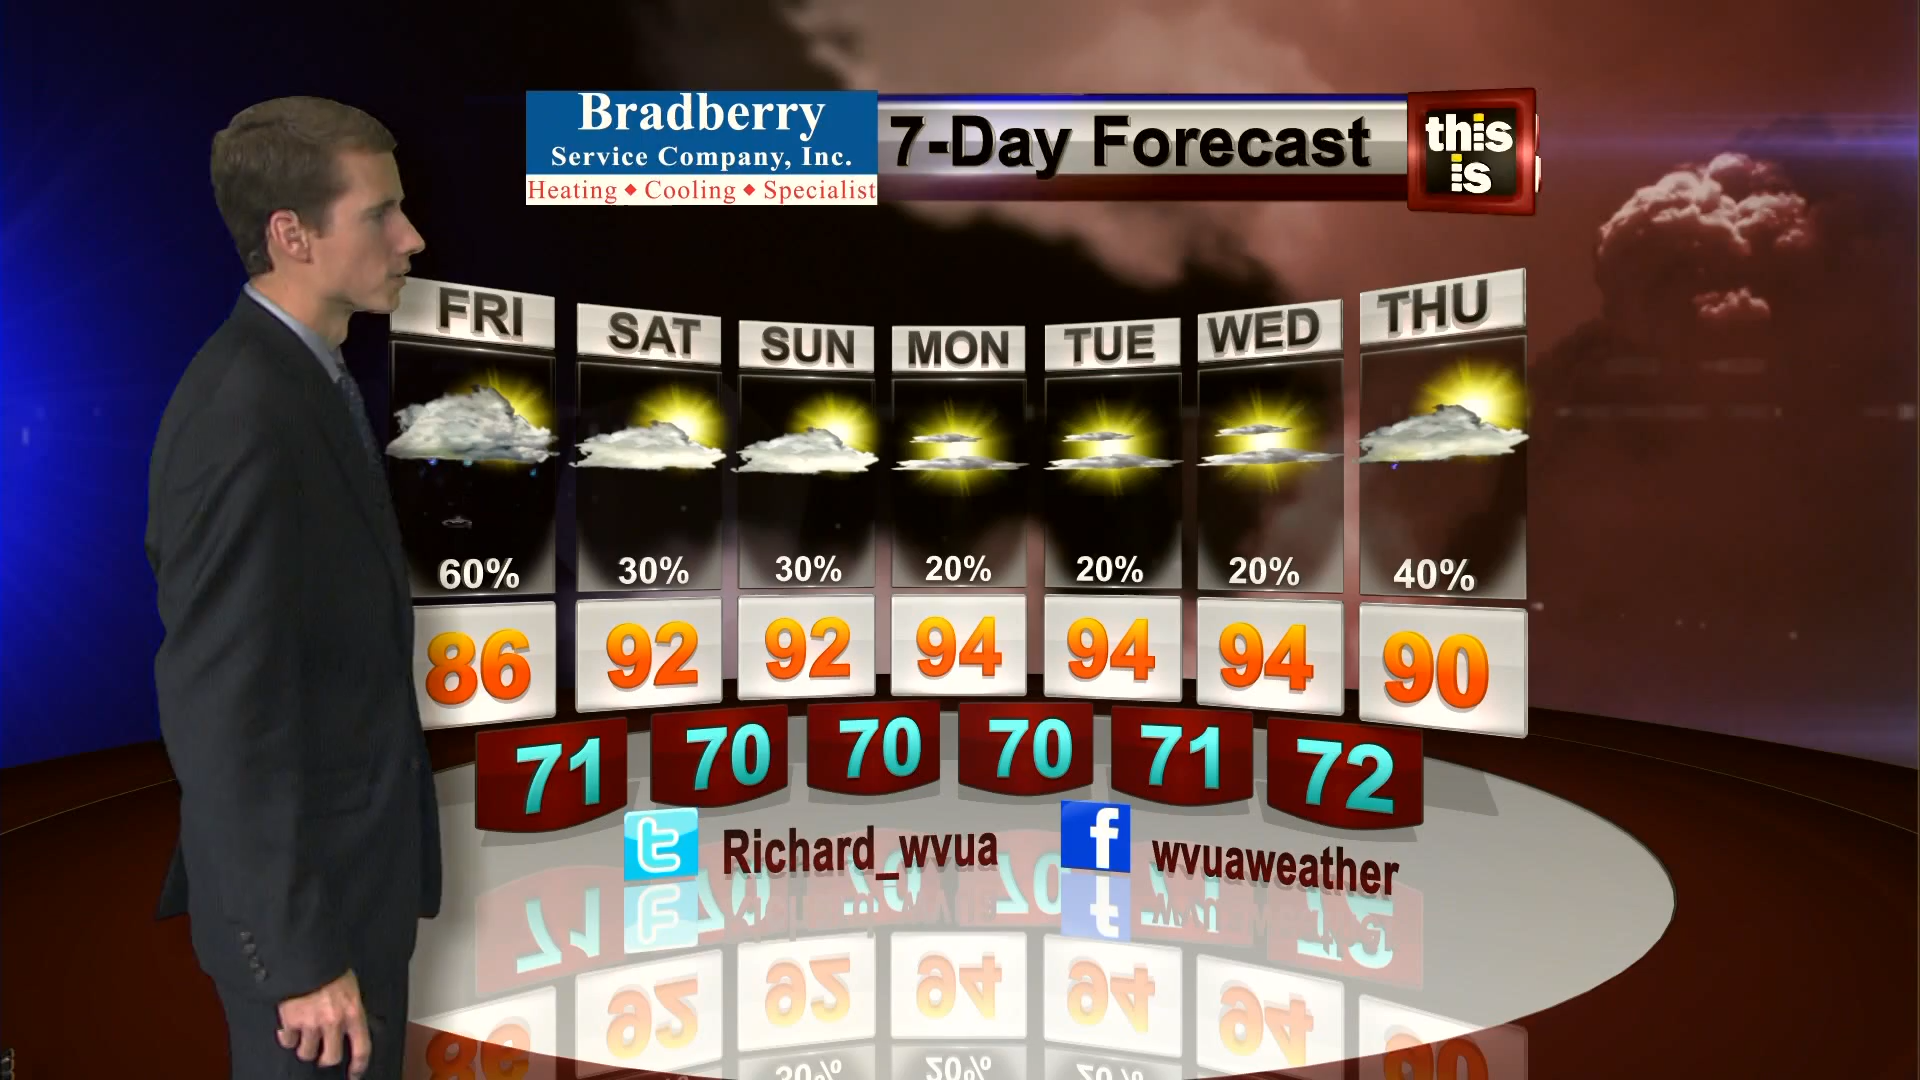 Bradberry
Service Company, Inc.
Heating ◆ Cooling ◆ Specialist
7-Day Forecast
this
is
FRI SAT SUN MON TUE WED THU
60% 30% 30% 20% 20% 20% 40%
86 92 92 94 94 94 90
71 70 70 70 71 72
t Richard_wvua f wvuaweather